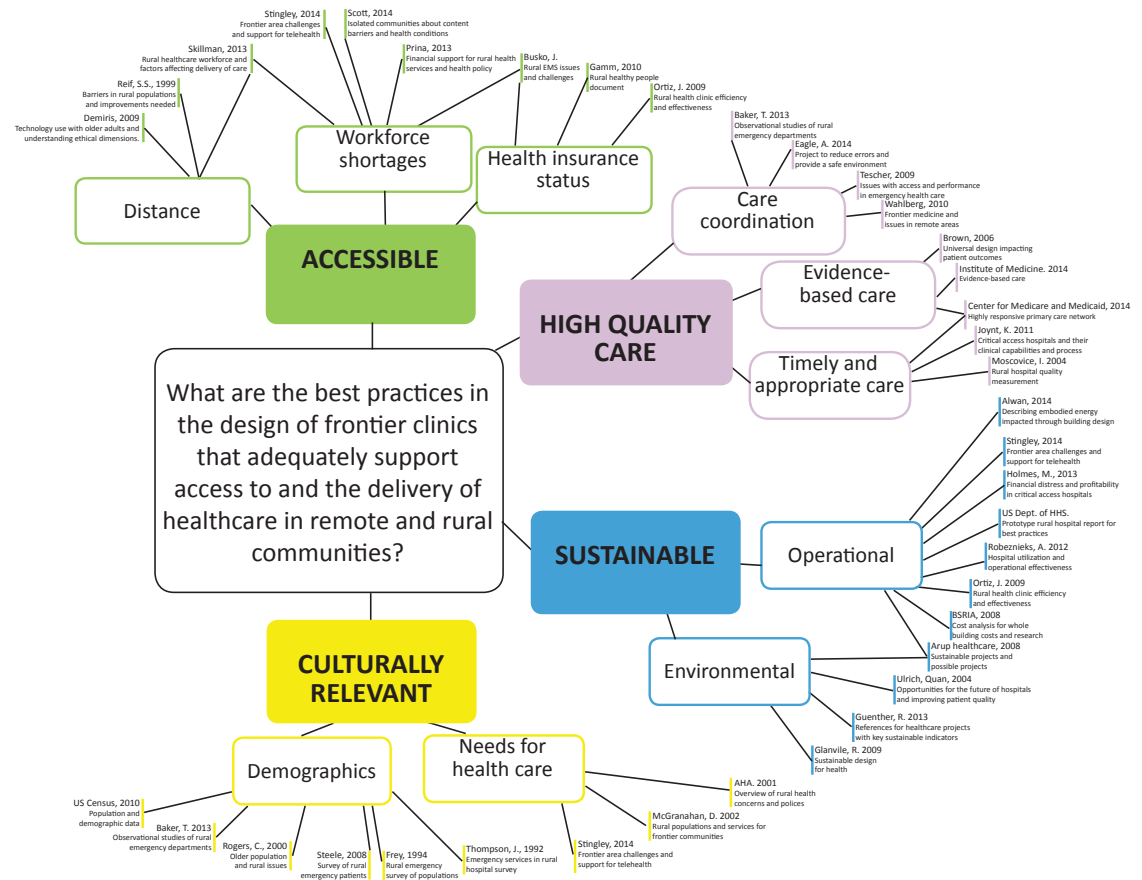 Stingley, 2014
Frontier area challenges
and support for telehealth
Scott, 2014
Isolated communities about content
barriers and health conditions
Skillman, 2013
Rural healthcare workforce and
factors affecting delivery of care
Prina, 2013
Financial support for rural health
services and health policy
Busko, J.
Rural EMS issues
and challenges
Gamm, 2010
Rural healthy people
document
Ortiz, J. 2009
Rural health clinic efficiency
and effectiveness
Reif, S.S., 1999
Barriers in rural populations
and improvements needed
Demiris, 2009
Technology use with older adults and
understanding ethical dimensions.
Distance
Workforce
shortages
Health insurance
status
ACCESSIBLE
Baker, T. 2013
Observational studies of rural
emergency departments
Eagle, A. 2014
Project to reduce errors and
provide a safe environment
Tescher, 2009
Issues with access and performance
in emergency health care
Wahlberg, 2010
Frontier medicine and
issues in remote areas
Care
coordination
Brown, 2006
Universal design impacting
patient outcomes
Institute of Medicine. 2014
Evidence-based care
Evidence-
based care
Center for Medicare and Medicaid, 2014
Highly responsive primary care network
Joynt, K. 2011
Critical access hospitals and their
clinical capabilities and process
Moscovice, I. 2004
Rural hospital quality
measurement
Timely and
appropriate care
HIGH QUALITY
CARE
What are the best practices in
the design of frontier clinics
that adequately support
access to and the delivery of
healthcare in remote and rural
communities?
SUSTAINABLE
Operational
Alwan, 2014
Describing embodied energy
impacted through building design
Stingley, 2014
Frontier area challenges and
support for telehealth
Holmes, M., 2013
Financial distress and profitability
in critical access hospitals
US Dept. of HHS.
Prototype rural hospital report for
best practices
Robeznieks, A. 2012
Hospital utilization and
operational effectiveness
Ortiz, J. 2009
Rural health clinic efficiency
and effectiveness
BSRIA, 2008
Cost analysis for whole
building costs and research
Arup healthcare, 2008
Sustainable projects and
possible projects
Environmental
Ulrich, Quan, 2004
Opportunities for the future of hospitals
and improving patient quality
Guenther, R. 2013
References for healthcare projects
with key sustainable indicators
Glanvile, R. 2009
Sustainable design
for health
CULTURALLY
RELEVANT
Demographics
Needs for
health care
US Census, 2010
Population and
demographic data
Baker, T. 2013
Observational studies of rural
emergency departments
Rogers, C., 2000
Older population
and rural issues
Steele, 2008
Survey of rural
emergency patients
Frey, 1994
Rural emergency
survey of populations
Thompson, J., 1992
Emergency services in rural
hospital survey
Stingley, 2014
Frontier area challenges and
support for telehealth
McGranahan, D. 2002
Rural populations and services for
frontier communities
AHA. 2001
Overview of rural health
concerns and polices